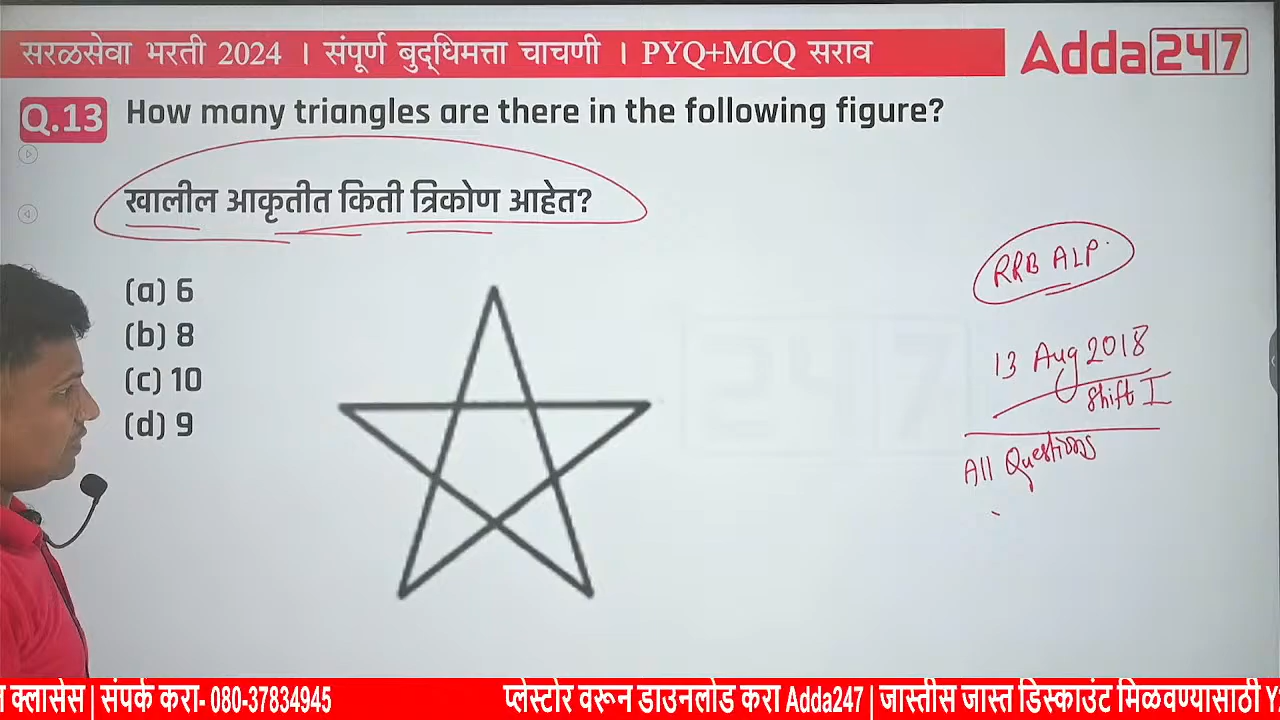 सरळसेवा भरती 2024 । संपूर्ण बुद्धिमत्ता चाचणी । PYQ+MCQ सराव
Adda247
Q.13 How many triangles are there in the following figure?
खालील आकृतीत किती त्रिकोण आहेत?
(a) 6
(b) 8
(c) 10
(d) 9
24 7
RRB ALP
13 Aug 2018
Shift I
All Questions
क्लासेस | संपर्क करा- 080-37834945 प्लेस्टोर वरून डाउनलोड करा Adda247 | जास्तीस जास्त डिस्काउंट मिळवण्यासाठी